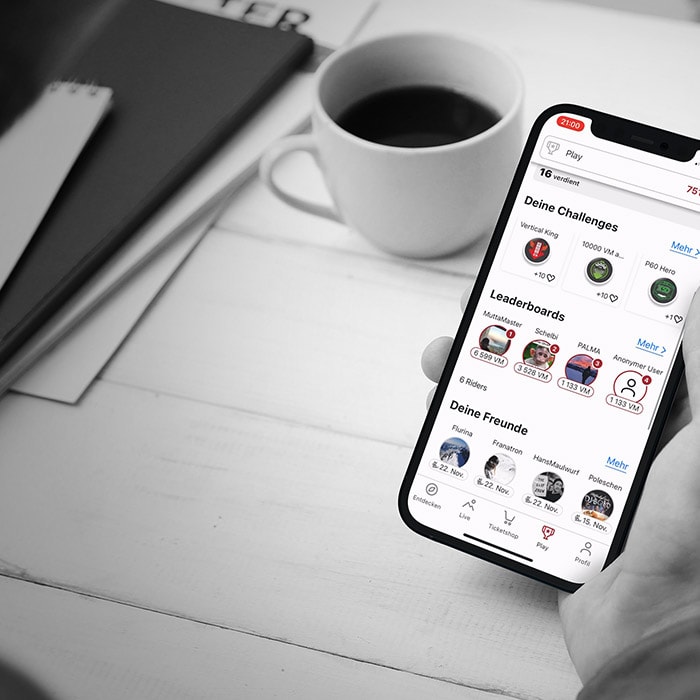 TER
21:00
Play
751
16 verdient
Deine Challenges
Mehr >
Vertical King
10000 VM a...
P60 Hero
+10
+10
+1
Leaderboards
Mehr >
MuttaMaster
Scheibi
PALMA
Anonymer User
1
2
3
4
6 599 VM
3 528 VM
1 133 VM
1 133 VM
6 Riders
Deine Freunde
Mehr
Flurina
Franatron
HansMaulwurf
Poleschen
22. Nov.
22. Nov.
22. Nov.
15. Nov.
Entdecken
Live
Ticketshop
Play
Profil